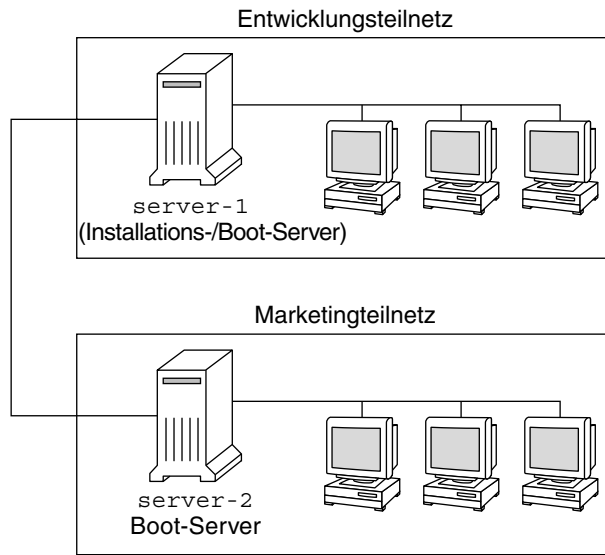 Entwicklungsteilnetz
server-1
(Installations-/Boot-Server)
Marketingteilnetz
server-2
Boot-Server